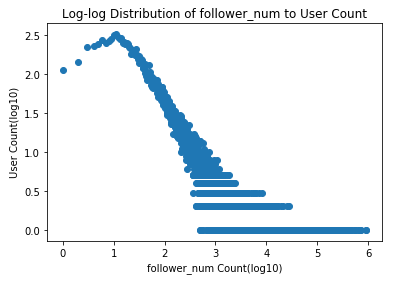 Log-log Distribution of follower_num to User Count
User Count(log10)
2.5
2.0
1.5
1.0
0.5
0.0
0 1 2 3 4 5 6
follower_num Count(log10)